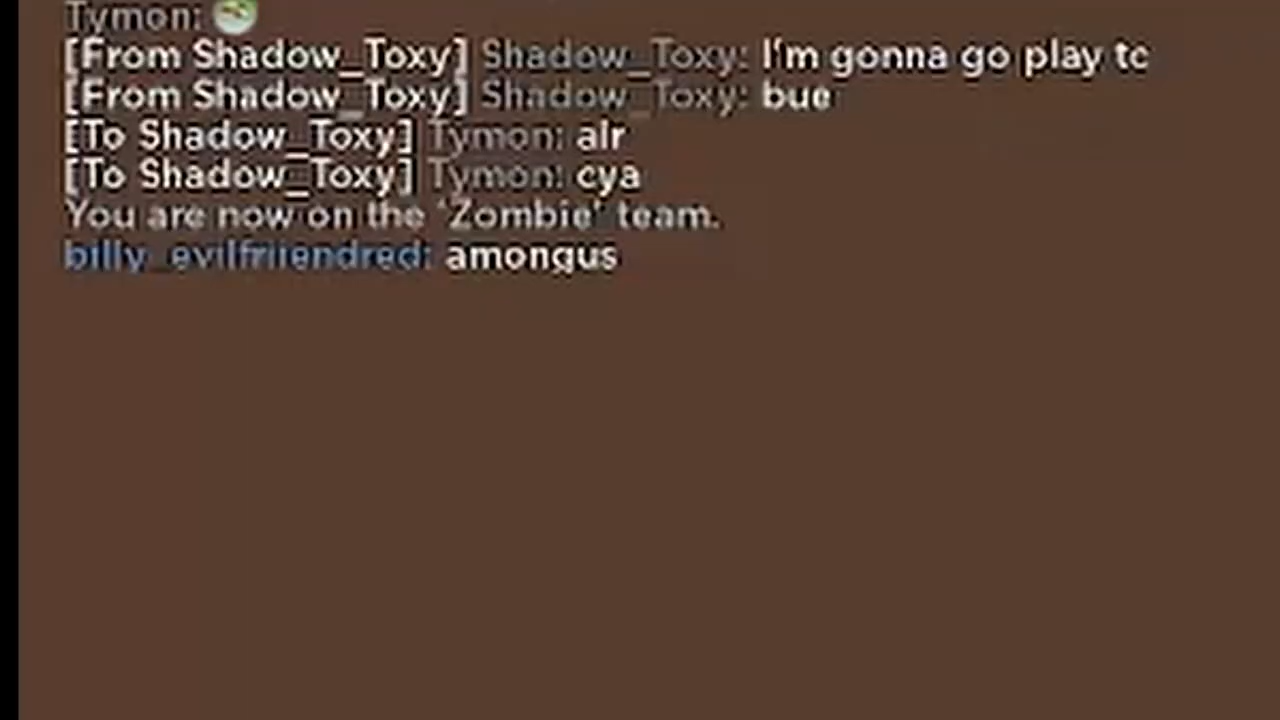 Tymon: 🥗
[From Shadow_Toxy] Shadow_Toxy: I'm gonna go play tc
[From Shadow_Toxy] Shadow_Toxy: bue
[To Shadow_Toxy] Tymon: alr
[To Shadow_Toxy] Tymon: cya
You are now on the 'Zombie' team.
billy_evilfriiendred: amongus